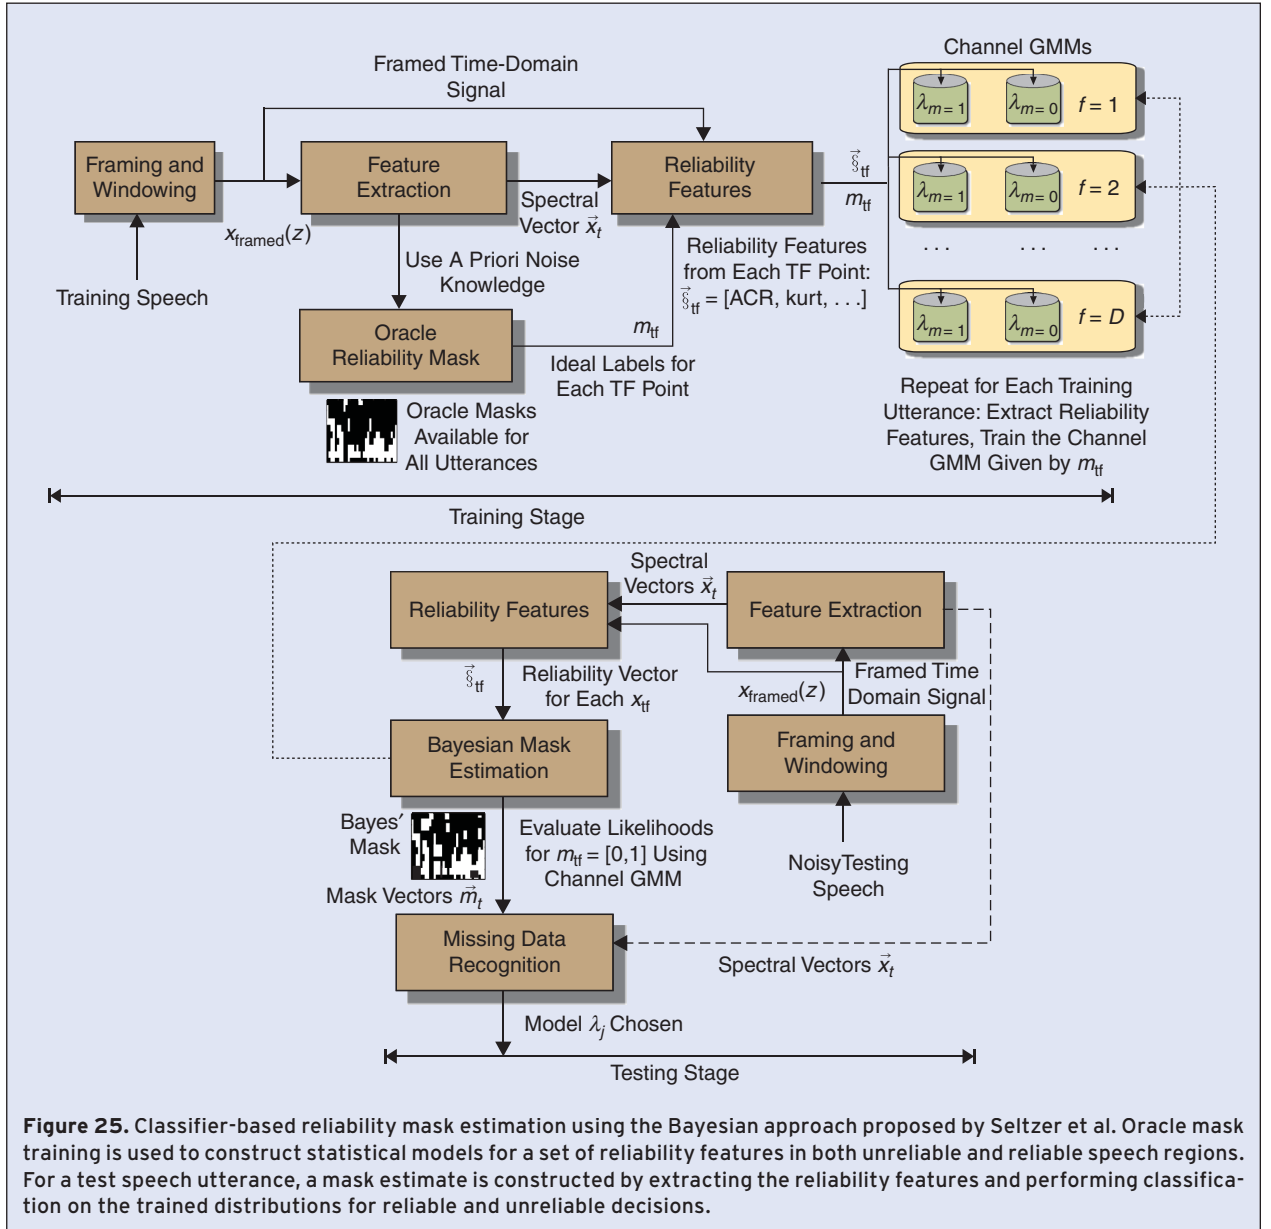 Channel GMMs
Framed Time-Domain
Signal
λm = 1 λm = 0 f = 1
Framing and
Windowing
Feature
Extraction
Reliability
Features
§⃗tf
mtf
λm = 1 λm = 0 f = 2
Spectral
Vector x⃗t
xframed(z)
Training Speech
Use A Priori Noise
Knowledge
Reliability Features
from Each TF Point:
§⃗tf = [ACR, kurt, . . .]
. . . . . . . . .
λm = 1 λm = 0 f = D
Oracle
Reliability Mask
mtf
Ideal Labels for
Each TF Point
Oracle Masks
Available for
All Utterances
Repeat for Each Training
Utterance: Extract Reliability
Features, Train the Channel
GMM Given by mtf
Training Stage
Spectral
Vectors x⃗t
Reliability Features
Feature Extraction
§⃗tf
Reliability Vector
for Each xtf
xframed(z)
Framed Time
Domain Signal
Bayesian Mask
Estimation
Framing and
Windowing
Bayes′
Mask
Evaluate Likelihoods
for mtf = [0,1] Using
Channel GMM
NoisyTesting
Speech
Mask Vectors m⃗t
Missing Data
Recognition
Spectral Vectors x⃗t
Model λj Chosen
Testing Stage
Figure 25. Classifier-based reliability mask estimation using the Bayesian approach proposed by Seltzer et al. Oracle mask
training is used to construct statistical models for a set of reliability features in both unreliable and reliable speech regions.
For a test speech utterance, a mask estimate is constructed by extracting the reliability features and performing classifica-
tion on the trained distributions for reliable and unreliable decisions.